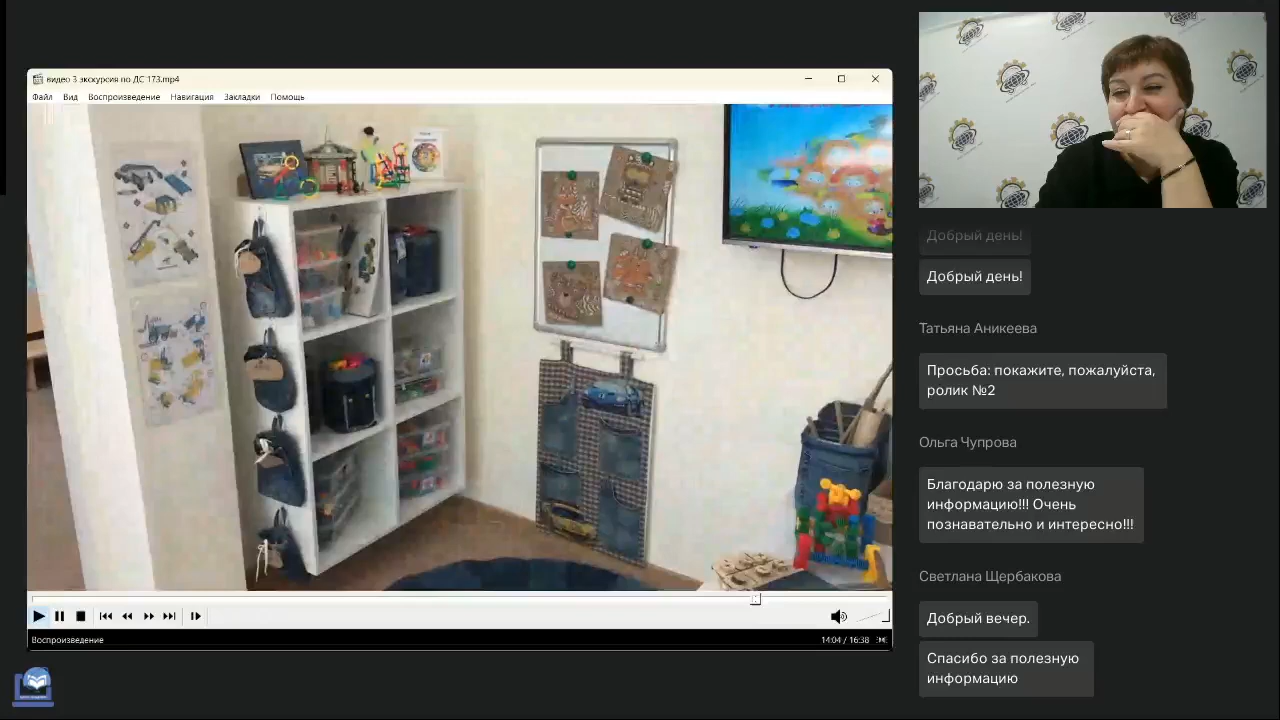 видео 3 экскурсия по ДС 173.mp4
Файл Вид Воспроизведение Навигация Закладки Помощь
Воспроизведение
14:04 / 16:38
Добрый день!
Добрый день!
Татьяна Аникеева
Просьба: покажите, пожалуйста,
ролик №2
Ольга Чупрова
Благодарю за полезную
информацию!!! Очень
познавательно и интересно!!!
Светлана Щербакова
Добрый вечер.
Спасибо за полезную
информацию